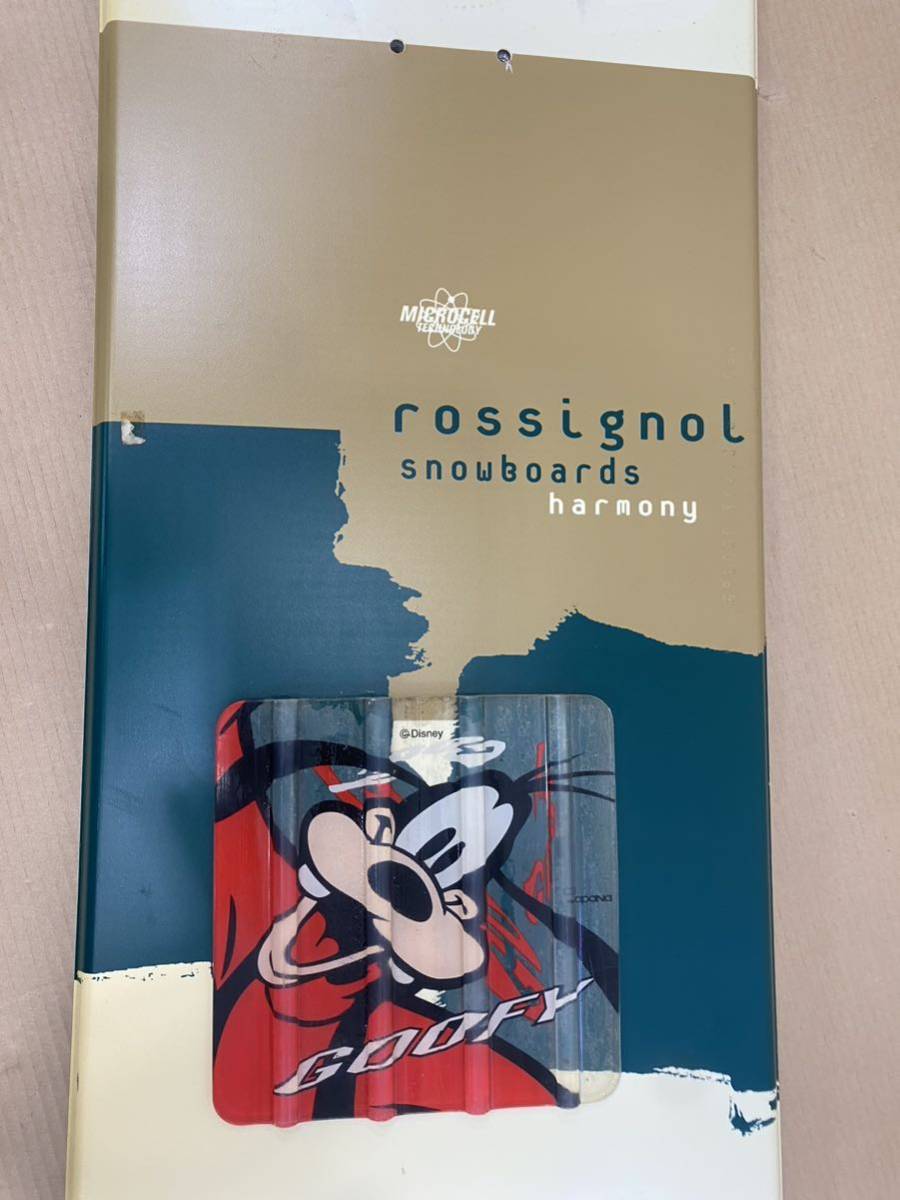 MICROCELL
TECHNOLOGY
rossignol
snowboards
harmony
©Disney
GOOFY